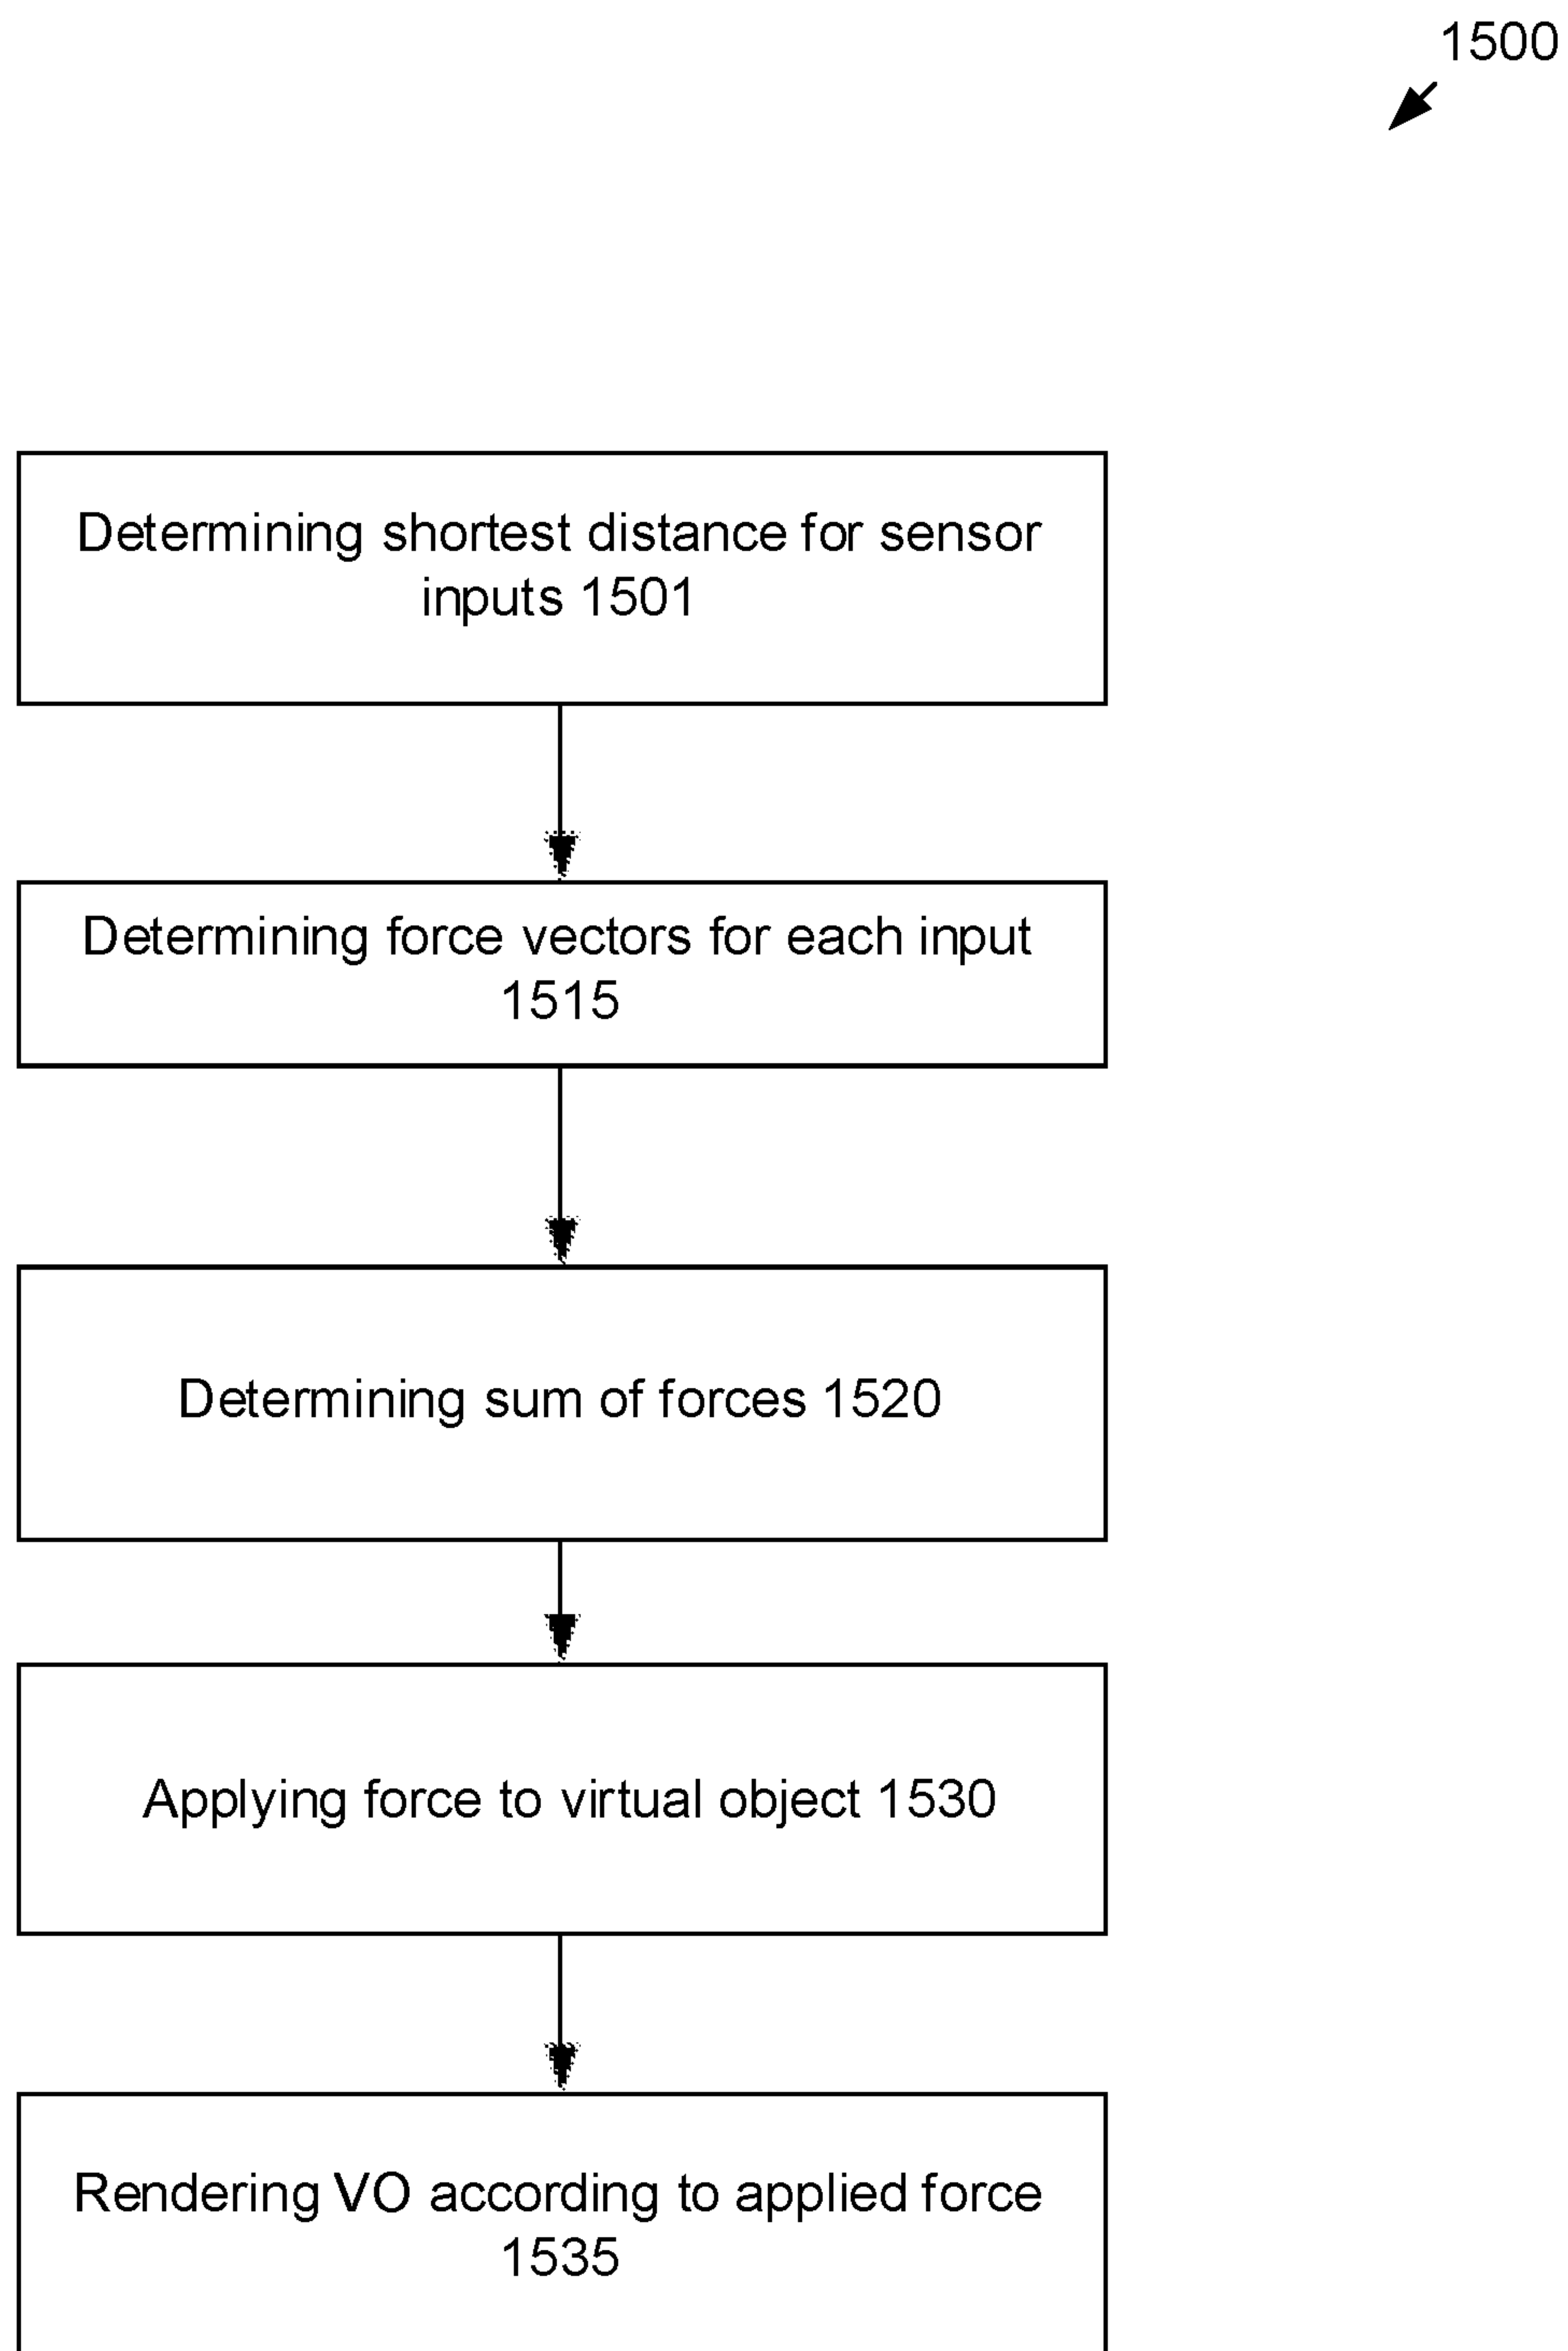 1500
Determining shortest distance for sensor
inputs 1501
Determining force vectors for each input
1515
Determining sum of forces 1520
Applying force to virtual object 1530
Rendering VO according to applied force
1535